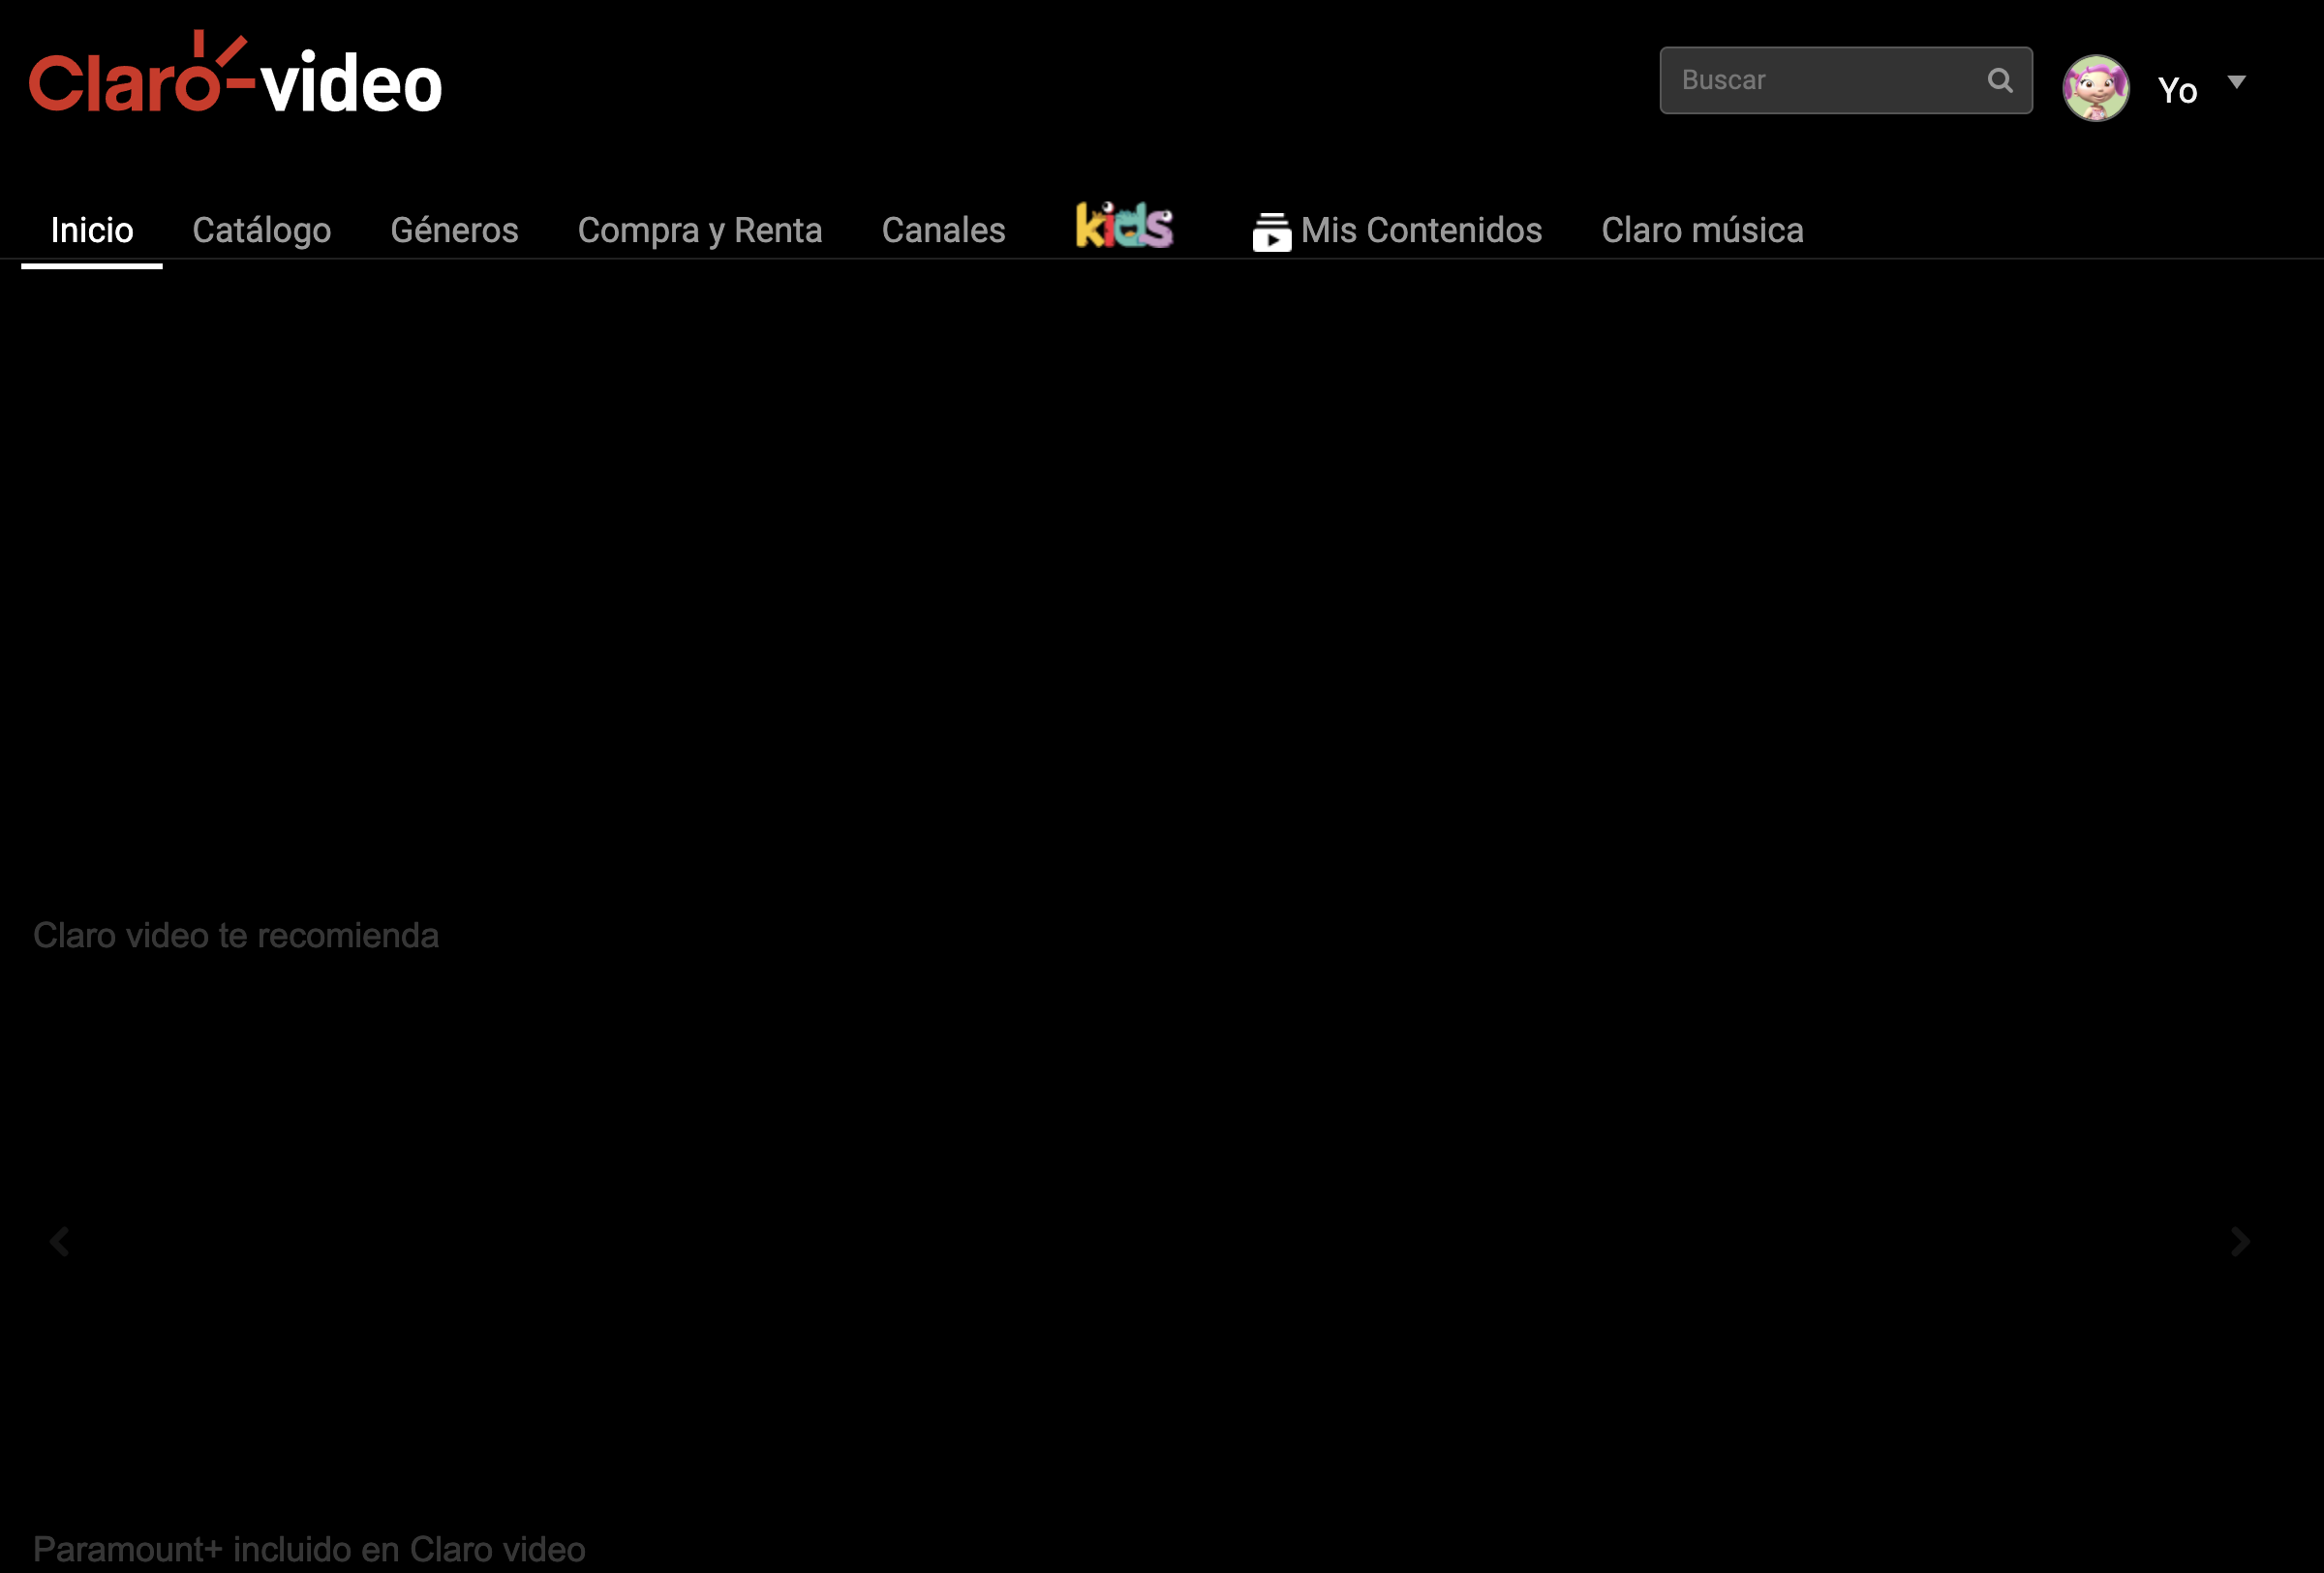 Claro-video
Buscar
Yo
Inicio Catálogo Géneros Compra y Renta Canales kids Mis Contenidos Claro música
Claro video te recomienda
Paramount+ incluido en Claro video